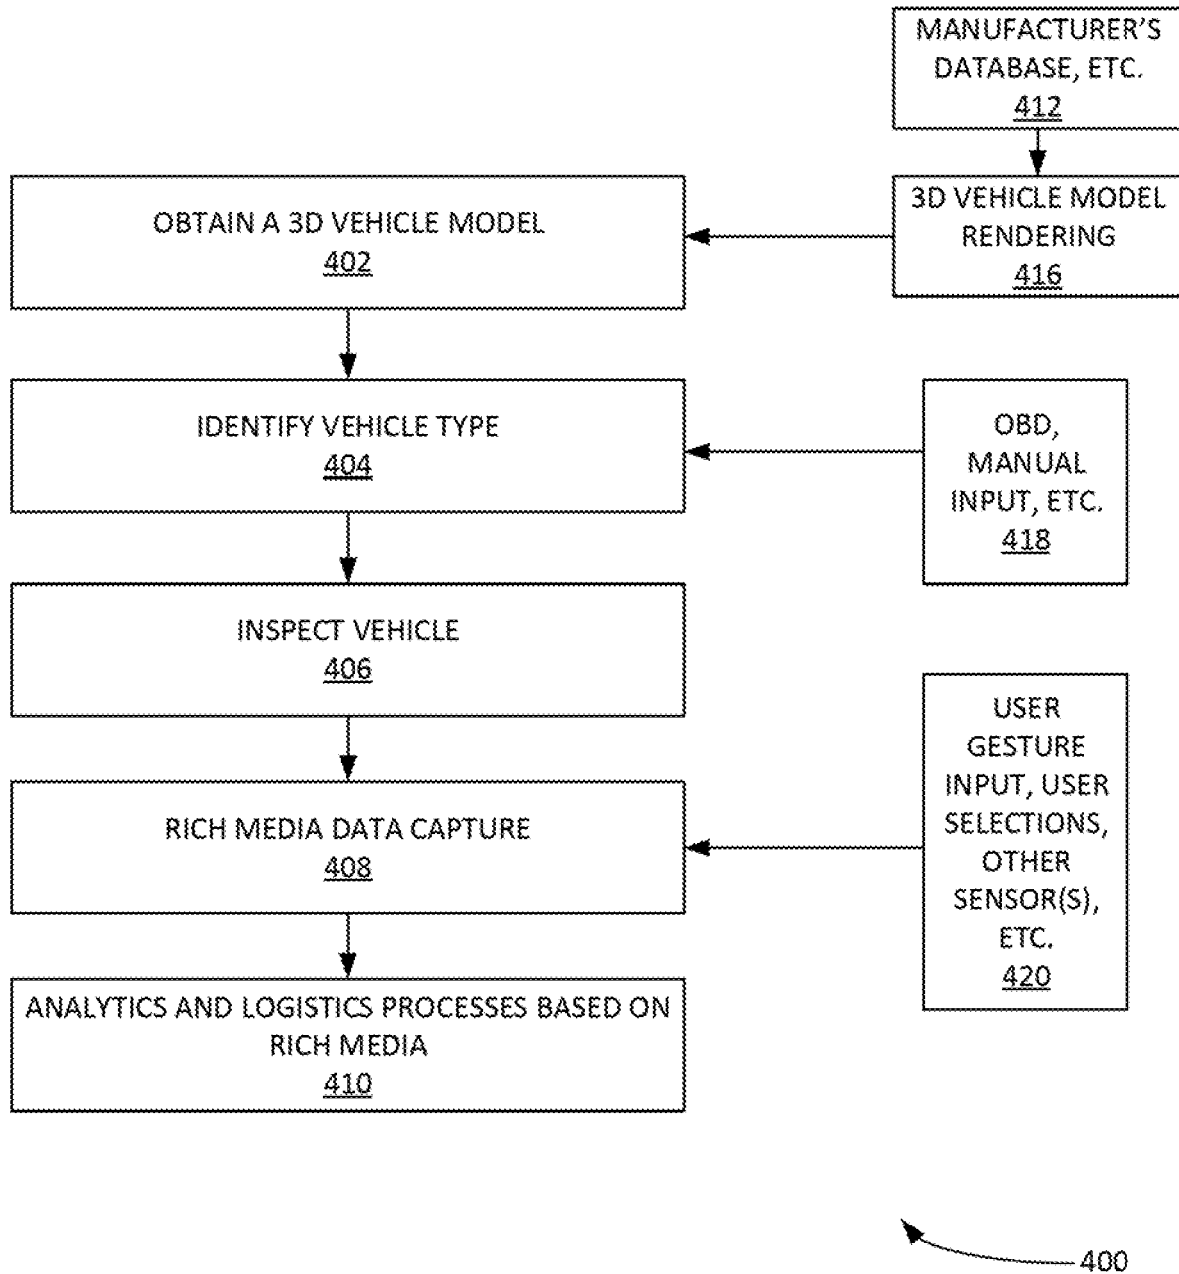 MANUFACTURER'S
DATABASE, ETC.
412
OBTAIN A 3D VEHICLE MODEL
402
3D VEHICLE MODEL
RENDERING
416
IDENTIFY VEHICLE TYPE
404
OBD,
MANUAL
INPUT, ETC.
418
INSPECT VEHICLE
406
RICH MEDIA DATA CAPTURE
408
USER
GESTURE
INPUT, USER
SELECTIONS,
OTHER
SENSOR(S),
ETC.
420
ANALYTICS AND LOGISTICS PROCESSES BASED ON
RICH MEDIA
410
400